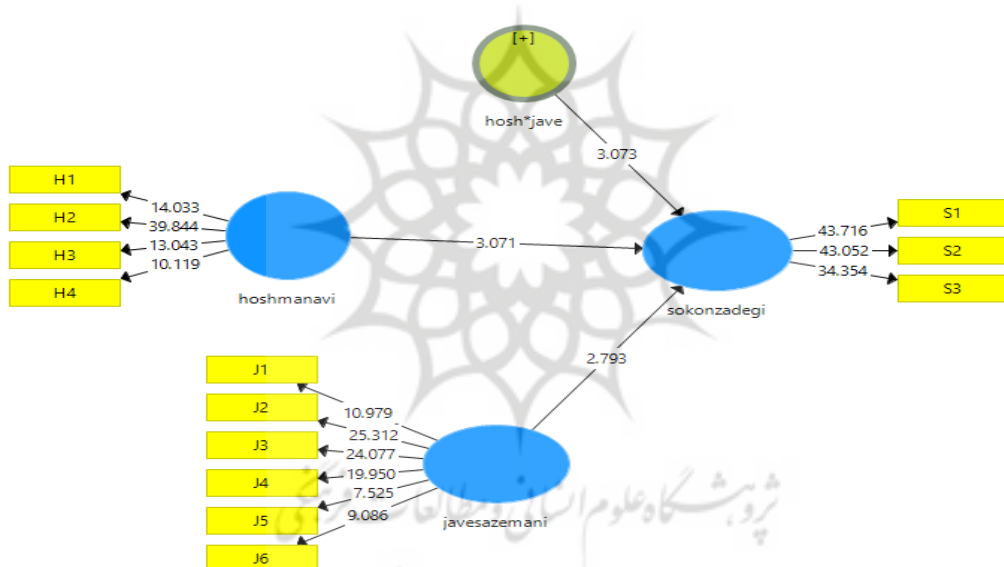 [+]
hosh*jave
3.073
H1
H2
H3
H4
14.033
39.844
13.043
10.119
hoshmanavi
3.071
S1
S2
S3
43.716
43.052
34.354
sokonzadegi
2.793
J1
J2
J3
J4
J5
J6
10.979
25.312
24.077
19.950
7.525
9.086
javesazemani
پژوهشگاه علوم انسانی و مطالعات فرهنگی